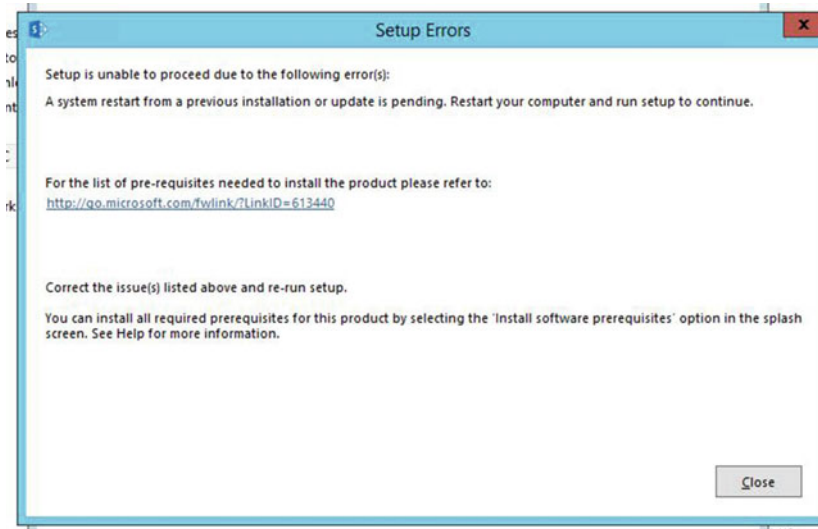 Setup Errors
Setup is unable to proceed due to the following error(s):
A system restart from a previous installation or update is pending. Restart your computer and run setup to continue.
For the list of pre-requisites needed to install the product please refer to:
http://go.microsoft.com/fwlink/?LinkID=613440
Correct the issue(s) listed above and re-run setup.
You can install all required prerequisites for this product by selecting the 'Install software prerequisites' option in the splash
screen. See Help for more information.
Close